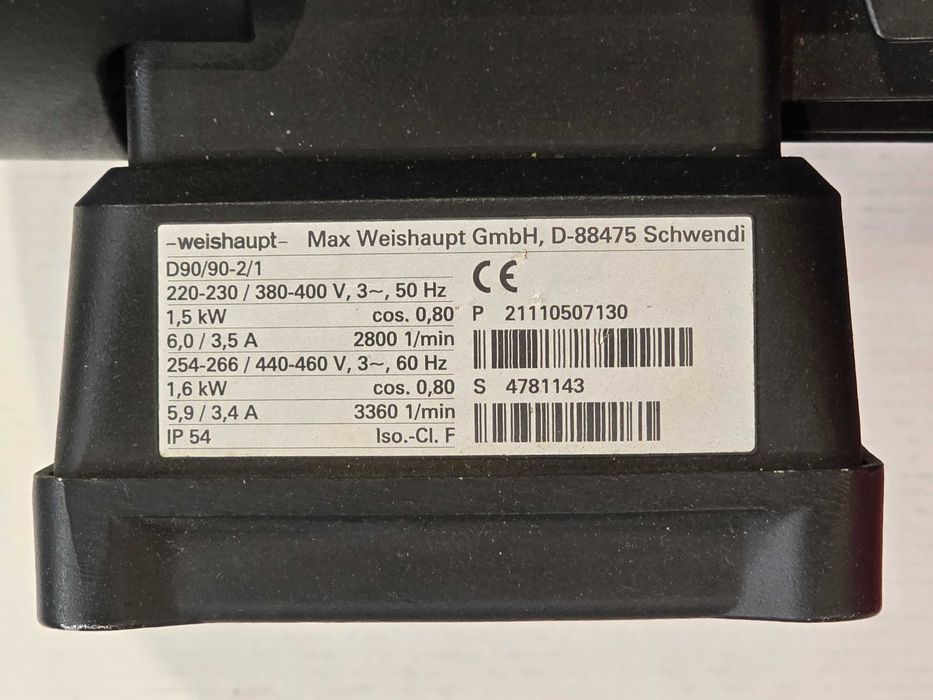 -weishaupt- Max Weishaupt GmbH, D-88475 Schwendi
D90/90-2/1
220-230 / 380-400 V, 3~, 50 Hz
1,5 kW cos. 0,80
6,0 / 3,5 A 2800 1/min
254-266 / 440-460 V, 3~, 60 Hz
1,6 kW cos. 0,80
5,9 / 3,4 A 3360 1/min
IP 54 Iso.-Cl. F
CE
P 21110507130
S 4781143